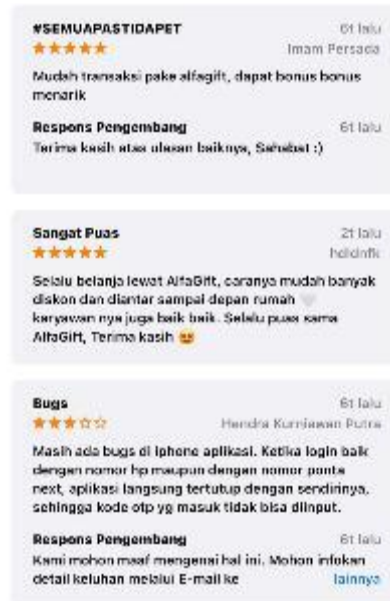 #SEMUAPASTIDAPET 6t lalu
Imam Persada
Mudah transaksi pake alfagift, dapat bonus bonus
menarik
Respons Pengembang 6t lalu
Terima kasih atas ulasan baiknya, Sahabat :)
Sangat Puas 2t lalu
Selalu belanja lewat AlfaGift, caranya mudah banyak
diskon dan diantar sampai depan rumah 🤍
karyawan nya juga baik baik. Selalu puas sama
AlfaGift, Terima kasih 😍
Bugs 6t lalu
Hendra Kurniawan Putra
Masih ada bugs di iphone aplikasi. Ketika login baik
dengan nomor hp maupun dengan nomor ponta
next, aplikasi langsung tertutup dengan sendirinya,
sehingga kode otp yg masuk tidak bisa diinput.
Respons Pengembang 6t lalu
Kami mohon maaf mengenai hal ini. Mohon infokan
detail keluhan melalui E-mail ke lainnya